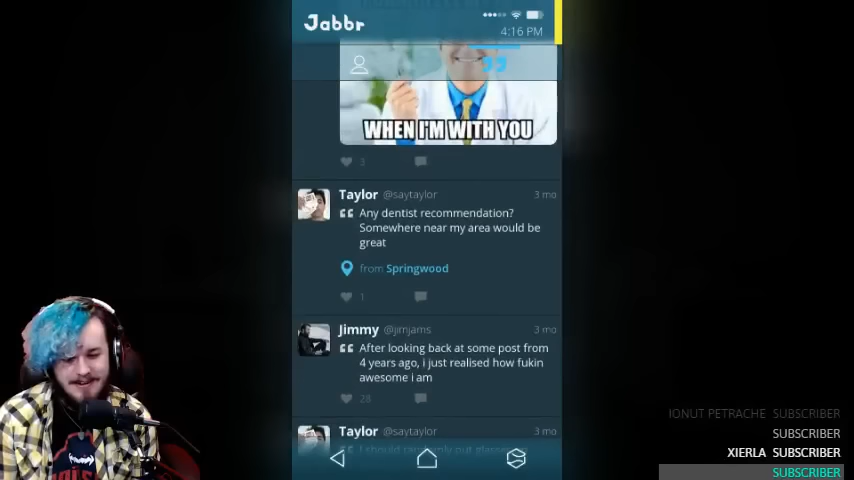 Jabbr
4:16 PM
WHEN I'M WITH YOU
3
Taylor @saytaylor 3 mo
Any dentist recommendation?
Somewhere near my area would be
great
from Springwood
1
Jimmy @jimjams 3 mo
After looking back at some post from
4 years ago, i just realised how fukin
awesome i am
28
Taylor @saytaylor 3 mo
IONUT PETRACHE SUBSCRIBER
SUBSCRIBER
XIERLA SUBSCRIBER
SUBSCRIBER